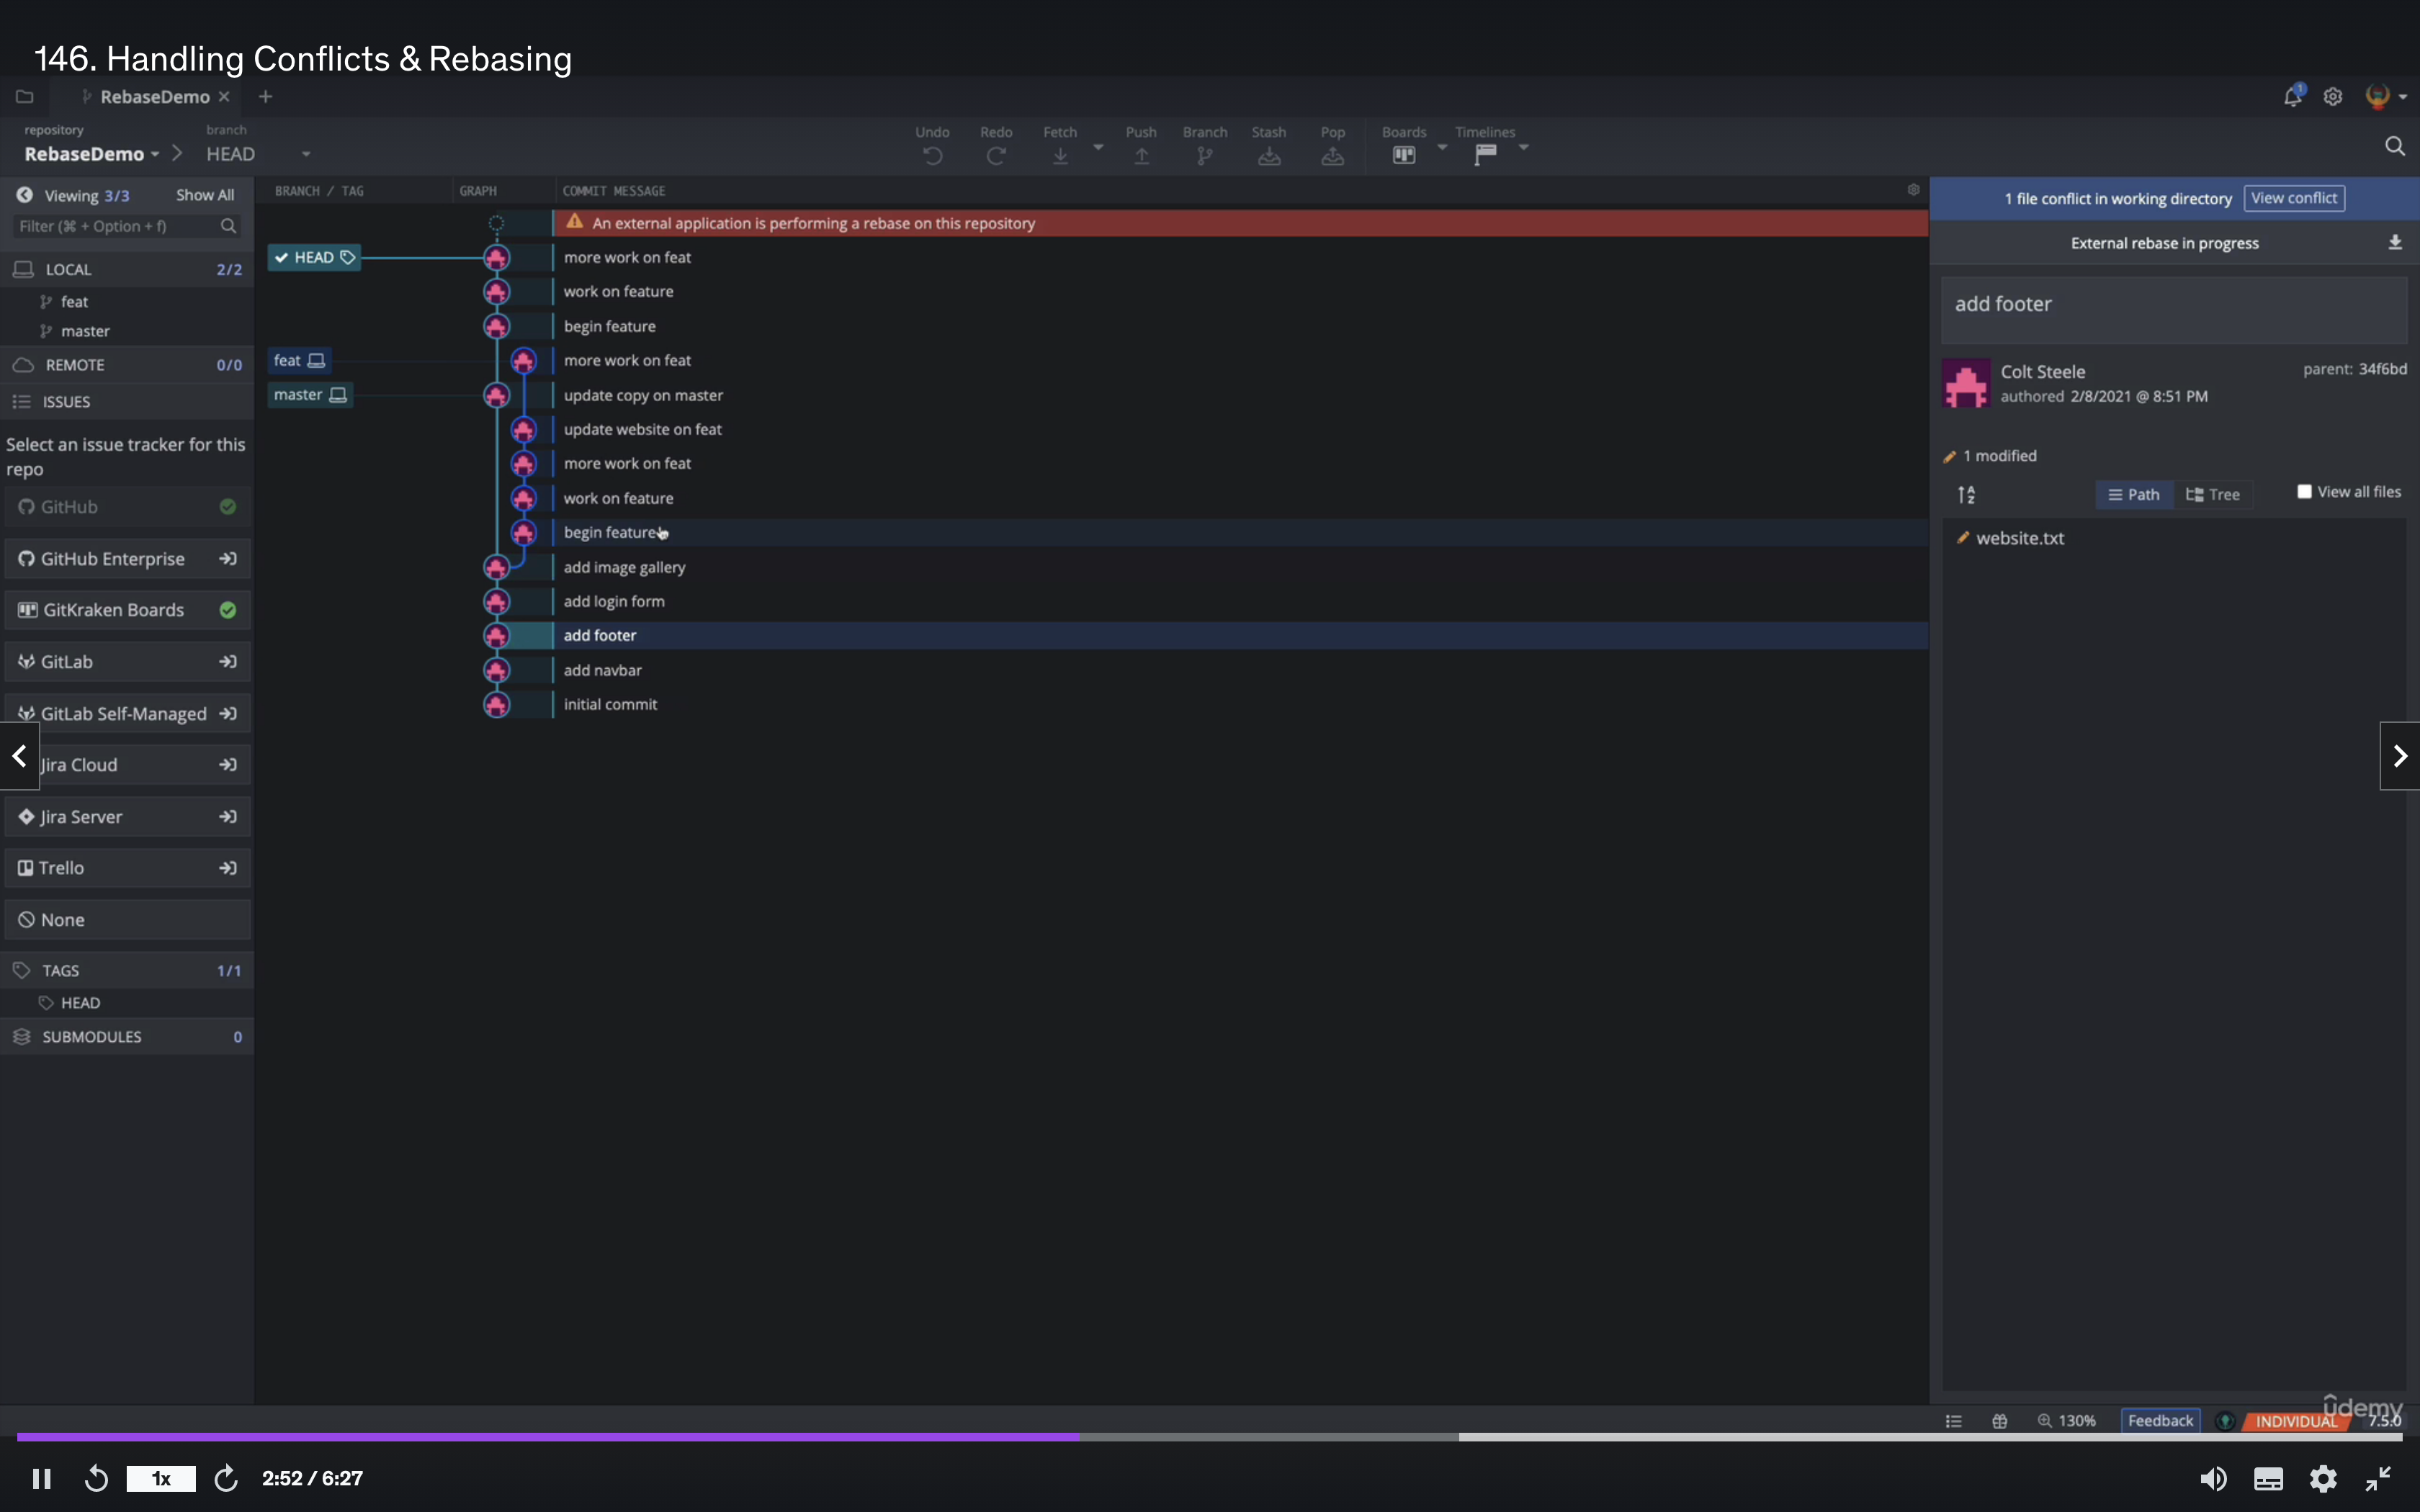 146. Handling Conflicts & Rebasing
RebaseDemo
repository
branch
RebaseDemo
HEAD
Undo
Redo
Fetch
Push
Branch
Stash
Pop
Boards
Timelines
1
Viewing 3/3
Show All
Filter (⌘ + Option + f)
LOCAL 2/2
feat
master
REMOTE 0/0
ISSUES
Select an issue tracker for this
repo
GitHub
GitHub Enterprise
GitKraken Boards
GitLab
GitLab Self-Managed
Jira Cloud
Jira Server
Trello
None
TAGS 1/1
HEAD
SUBMODULES 0
BRANCH / TAG
GRAPH
COMMIT MESSAGE
An external application is performing a rebase on this repository
HEAD
more work on feat
work on feature
begin feature
feat
more work on feat
master
update copy on master
update website on feat
more work on feat
work on feature
begin feature
add image gallery
add login form
add footer
add navbar
initial commit
1 file conflict in working directory
View conflict
External rebase in progress
add footer
Colt Steele
parent: 34f6bd
authored 2/8/2021 @ 8:51 PM
1 modified
Path
Tree
View all files
website.txt
130%
Feedback
INDIVIDUAL
7.5.0
udemy
1x
2:52 / 6:27